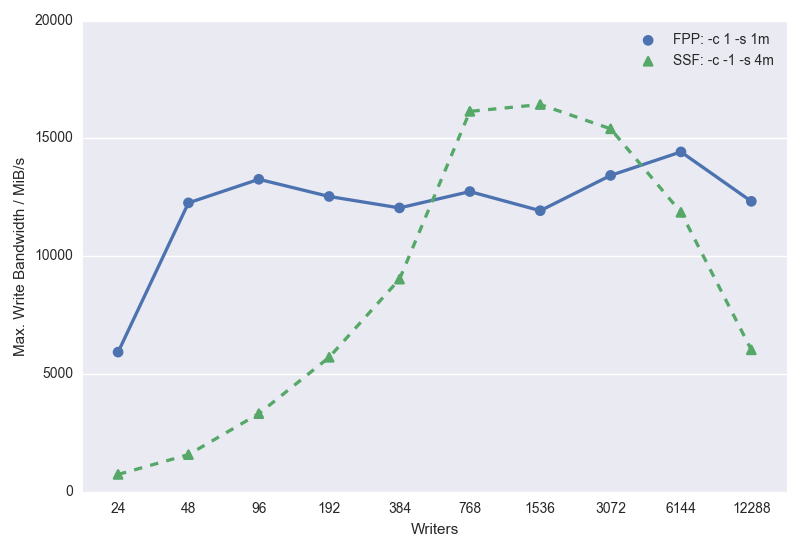 20000
15000
10000
5000
0
Max. Write Bandwidth / MiB/s
FPP: -c 1 -s 1m
SSF: -c -1 -s 4m
24 48 96 192 384 768 1536 3072 6144 12288
Writers